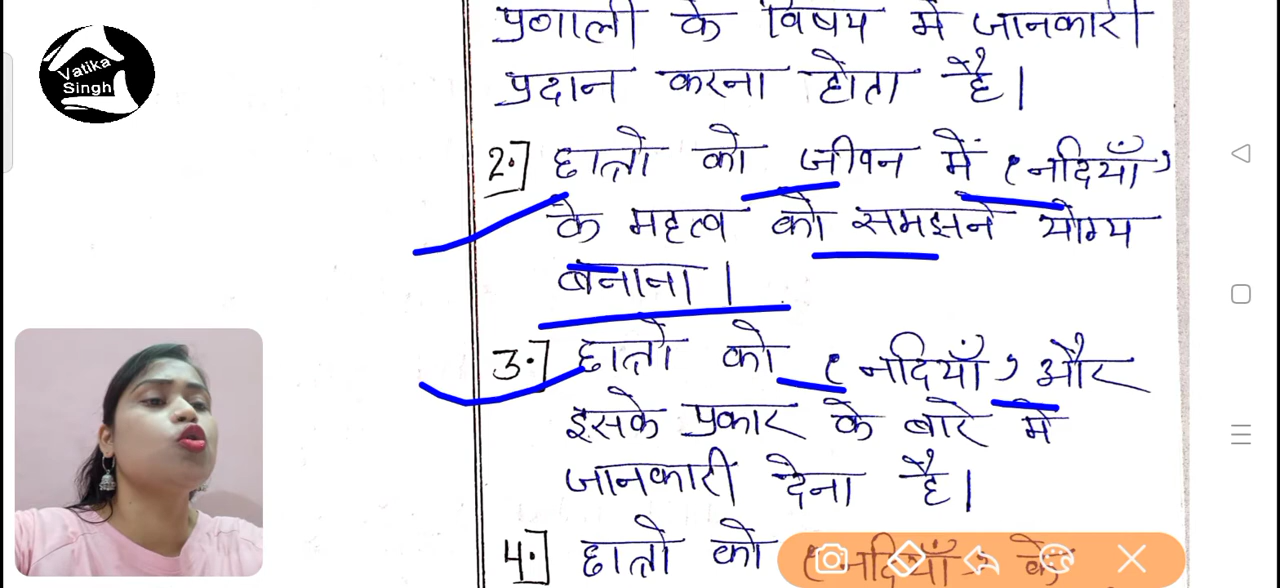 Vatika
Singh
प्रणाली के विषय में जानकारी
प्रदान करना होता है।
2.] छात्रो को जीवन में 'नदियाँ'
के महत्व को समझने योग्य
बनाना।
3.] छात्रो को 'नदियाँ' और
इसके प्रकार के बारे में
जानकारी देना है।
4.] छात्रो को 'नदियाँ' के